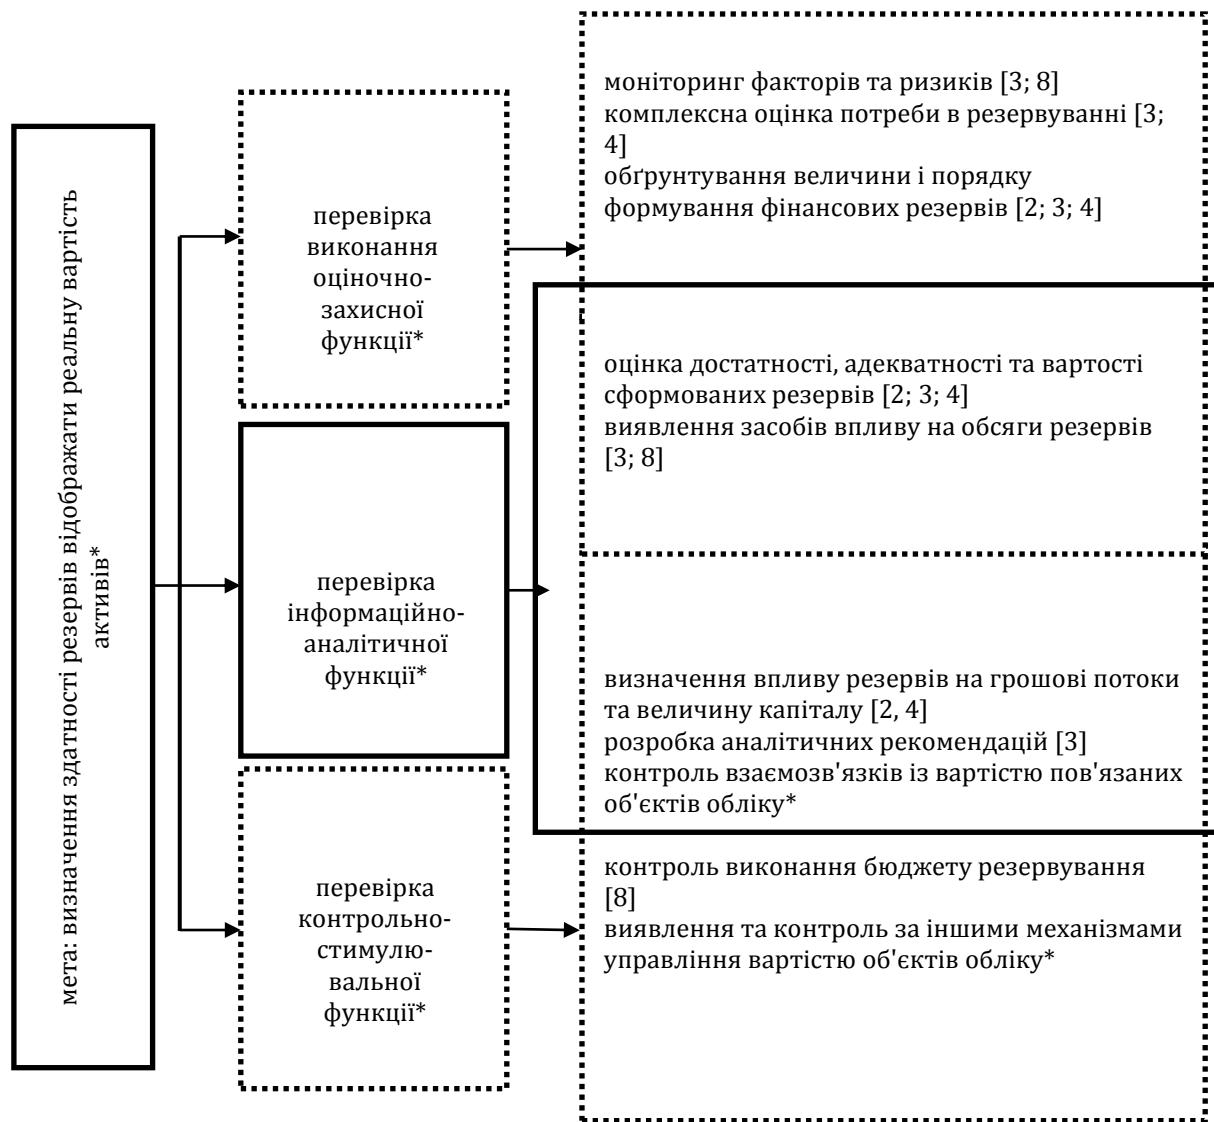 мета: визначення здатності резервів відображати реальну вартість
активів*
перевірка
виконання
оціночно-
захисної
функції*
перевірка
інформаційно-
аналітичної
функції*
перевірка
контрольно-
стимулю-
вальної
функції*
моніторинг факторів та ризиків [3; 8]
комплексна оцінка потреби в резервуванні [3;
4]
обґрунтування величини і порядку
формування фінансових резервів [2; 3; 4]
оцінка достатності, адекватності та вартості
сформованих резервів [2; 3; 4]
виявлення засобів впливу на обсяги резервів
[3; 8]
визначення впливу резервів на грошові потоки
та величину капіталу [2, 4]
розробка аналітичних рекомендацій [3]
контроль взаємозв'язків із вартістю пов'язаних
об'єктів обліку*
контроль виконання бюджету резервування
[8]
виявлення та контроль за іншими механізмами
управління вартістю об'єктів обліку*